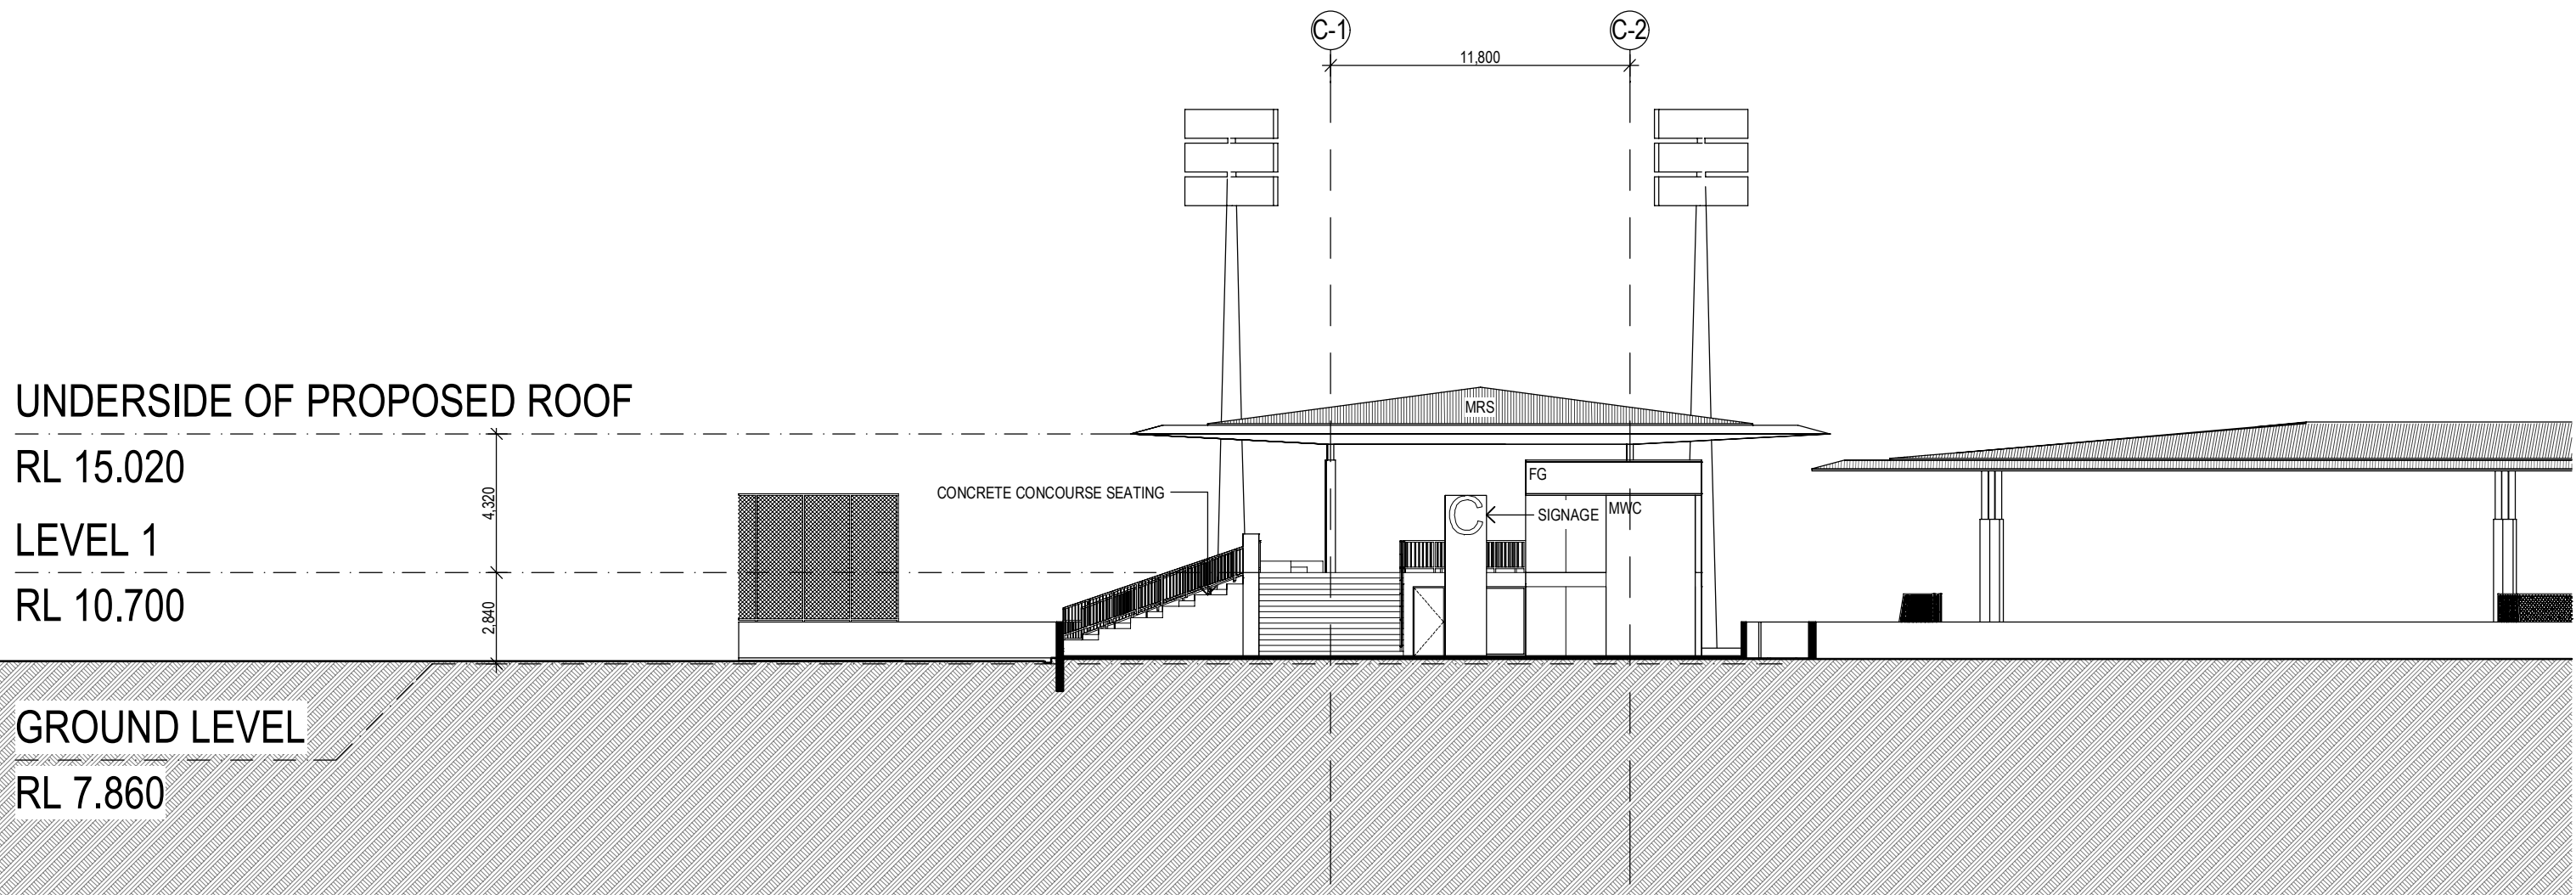 C-1
C-2
11,800
UNDERSIDE OF PROPOSED ROOF
RL 15.020
MRS
FG
CONCRETE CONCOURSE SEATING
4,320
C
SIGNAGE
MWC
LEVEL 1
RL 10.700
2,840
GROUND LEVEL
RL 7.860